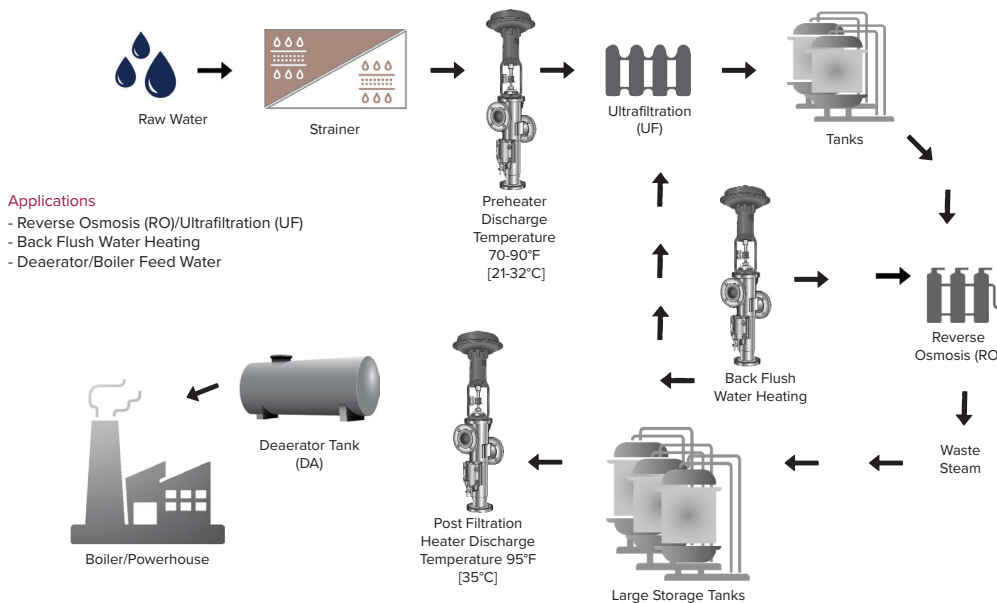 Raw Water
Strainer
Preheater
Discharge
Temperature
70-90°F
[21-32°C]
Ultrafiltration
(UF)
Tanks
Applications
- Reverse Osmosis (RO)/Ultrafiltration (UF)
- Back Flush Water Heating
- Deaerator/Boiler Feed Water
Back Flush
Water Heating
Reverse
Osmosis (RO
Waste
Steam
Large Storage Tanks
Post Filtration
Heater Discharge
Temperature 95°F
[35°C]
Deaerator Tank
(DA)
Boiler/Powerhouse